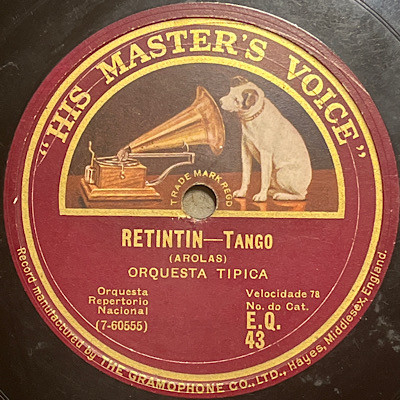 "HIS MASTER'S VOICE"
TRADE MARK REGD.
RETINTIN—TANGO
(AROLAS)
ORQUESTA TIPICA
Orquesta
Repertorio
Nacional
(7-60555)
Velocidade 78
No. do Cat.
E.Q.
43
Record manufactured by THE GRAMOPHONE CO., LTD., Hayes, Middlesex, England.